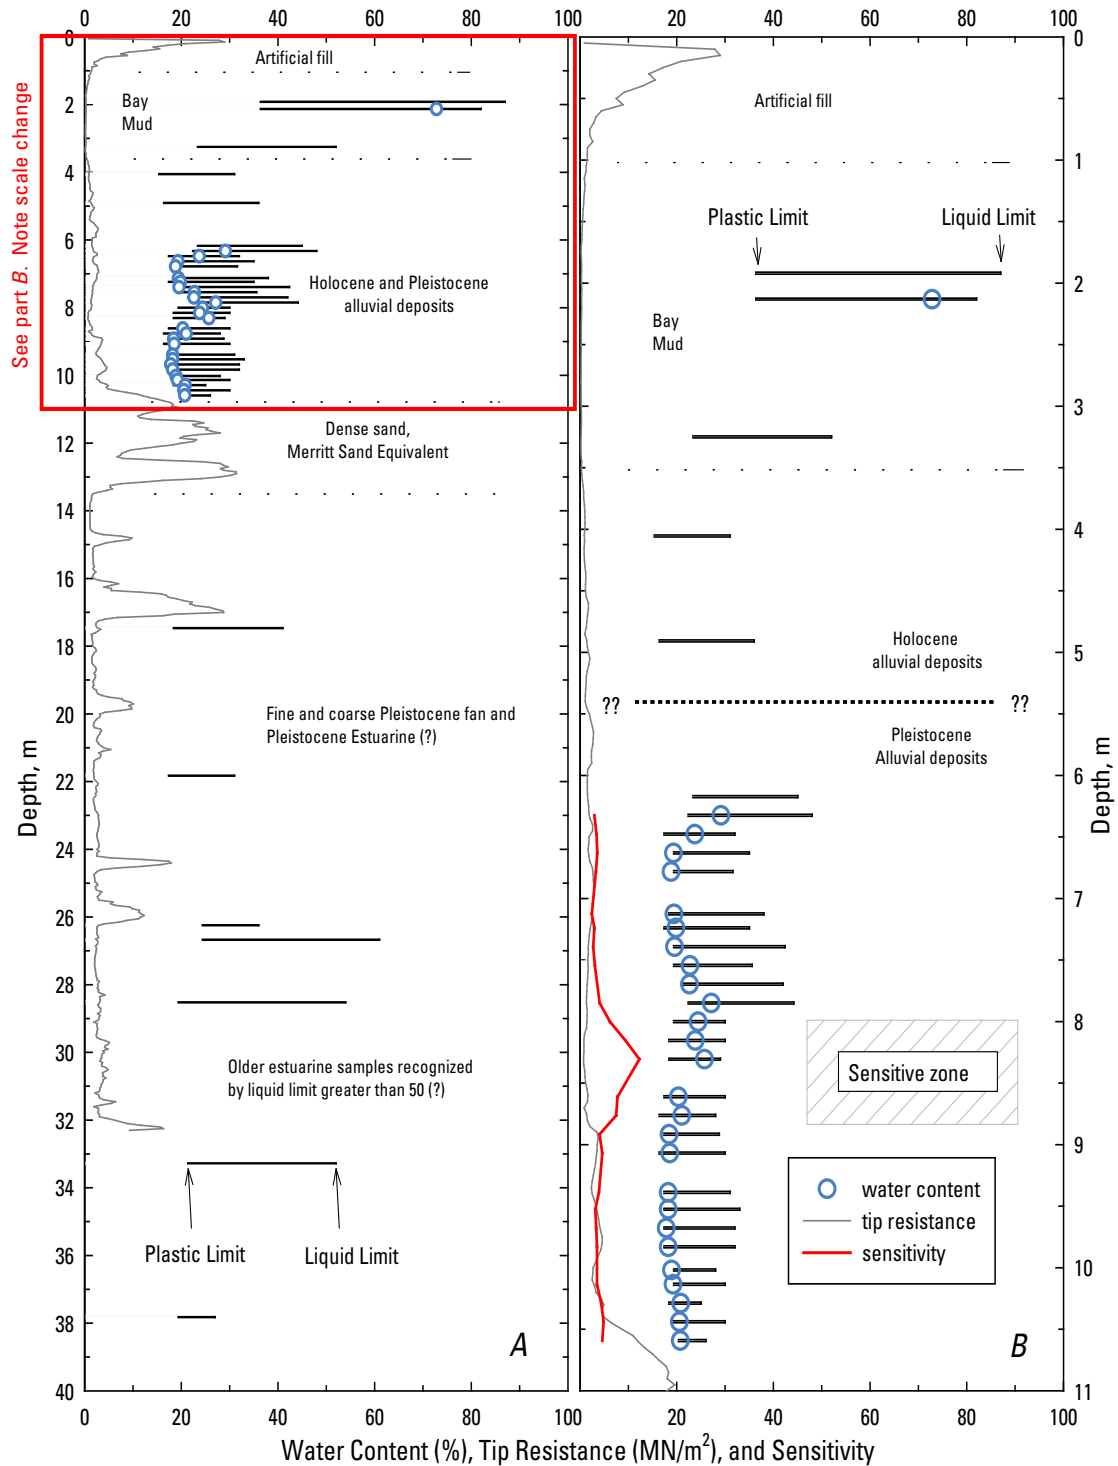 0 20 40 60 80 100
0 20 40 60 80 100
See part B. Note scale change
Depth, m
0
2
4
6
8
10
12
14
16
18
20
22
24
26
28
30
32
34
36
38
40
Artificial fill
Bay
Mud
Holocene and Pleistocene
alluvial deposits
Dense sand,
Merritt Sand Equivalent
Fine and coarse Pleistocene fan and
Pleistocene Estuarine (?)
Older estuarine samples recognized
by liquid limit greater than 50 (?)
Plastic Limit
Liquid Limit
A
Artificial fill
Plastic Limit
Liquid Limit
Bay
Mud
Holocene
alluvial deposits
??
??
Pleistocene
Alluvial deposits
Sensitive zone
water content
tip resistance
sensitivity
B
0
1
2
3
4
5
6
7
8
9
10
11
Depth, m
0 20 40 60 80 100
20 40 60 80 100
Water Content (%), Tip Resistance (MN/m²), and Sensitivity